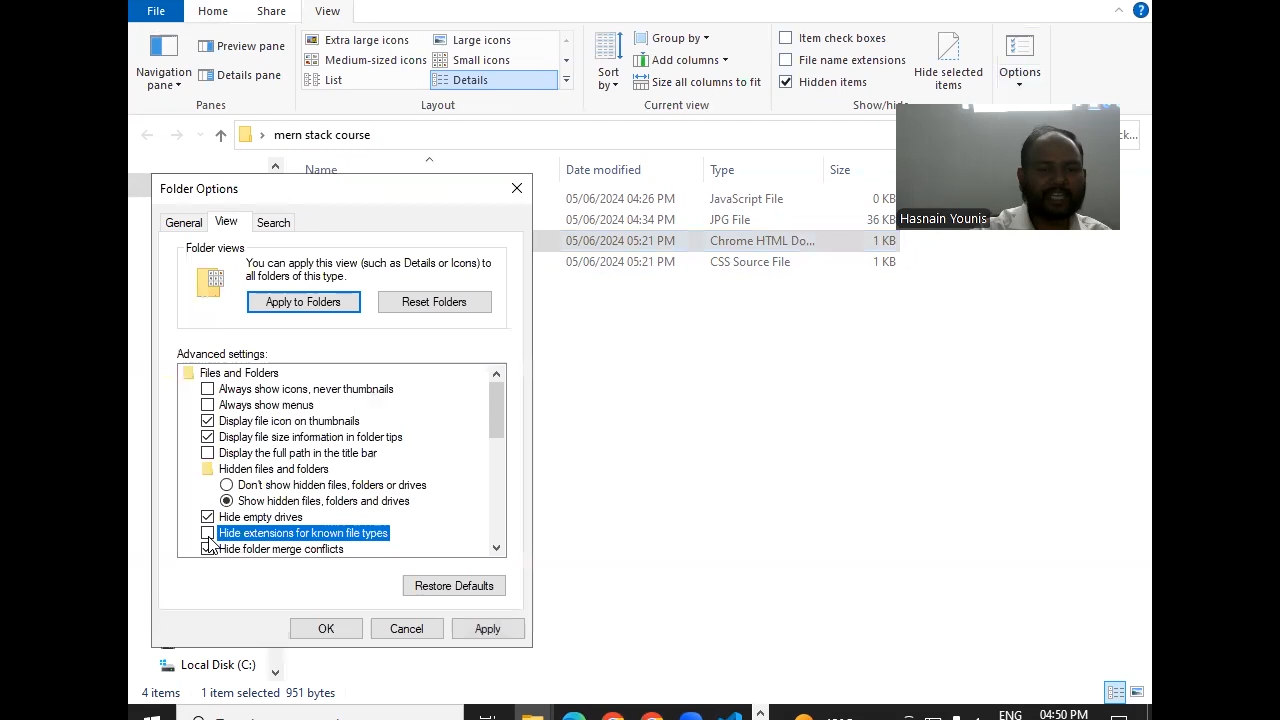 File Home Share View
Navigation pane
Preview pane
Details pane
Panes
Extra large icons Large icons
Medium-sized icons Small icons
List Details
Layout
Sort by
Group by
Add columns
Size all columns to fit
Current view
Item check boxes
File name extensions
Hidden items
Hide selected items
Show/hide
Options
mern stack course
Name Date modified Type Size
05/06/2024 04:26 PM JavaScript File 0 KB
05/06/2024 04:34 PM JPG File 36 KB
05/06/2024 05:21 PM Chrome HTML Do... 1 KB
05/06/2024 05:21 PM CSS Source File 1 KB
Hasnain Younis
Folder Options
General View Search
Folder views
You can apply this view (such as Details or Icons) to
all folders of this type.
Apply to Folders Reset Folders
Advanced settings:
Files and Folders
Always show icons, never thumbnails
Always show menus
Display file icon on thumbnails
Display file size information in folder tips
Display the full path in the title bar
Hidden files and folders
Don't show hidden files, folders or drives
Show hidden files, folders and drives
Hide empty drives
Hide extensions for known file types
Hide folder merge conflicts
Restore Defaults
OK Cancel Apply
Local Disk (C:)
4 items 1 item selected 951 bytes
ENG 04:50 PM